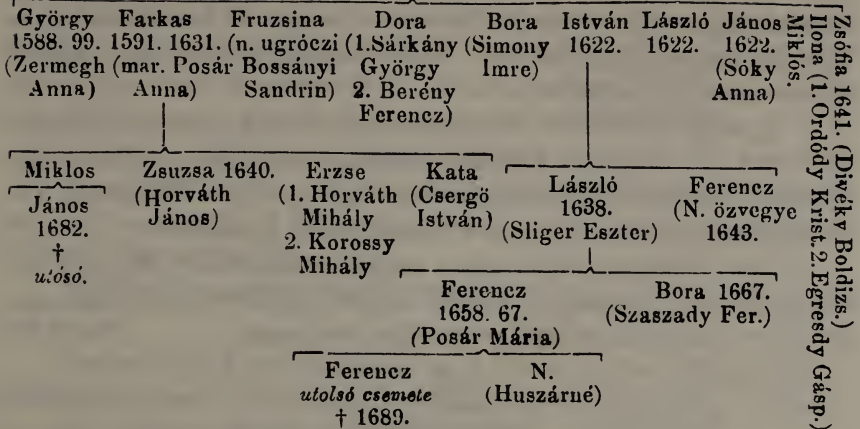 György Farkas Fruzsina Dora Bora István László János
1588. 99. 1591. 1631. (n. ugróczi (1.Sárkány (Simony 1622. 1622. 1622.
(Zermegh (mar. Posár Bossányi György Imre) (Sóky
Anna) Anna) Sandrin) 2. Berény Anna)
Ferencz)
Zsófia 1641. (Divéky Boldizs.)
Ilona (1. Ordódy Krist. 2. Egresdy Gásp.)
Miklós.
Miklos Zsuzsa 1640. Erzse Kata
(Horváth (1. Horváth (Csergö
János) Mihály István)
2. Korossy
Mihály
János
1682.
†
utósó.
László Ferencz
1638. (N. özvegye
(Sliger Eszter) 1643.
Ferencz Bora 1667.
1658. 67. (Szaszady Fer.)
(Posár Mária)
Ferencz N.
utolsó csemete (Huszárné)
† 1689.